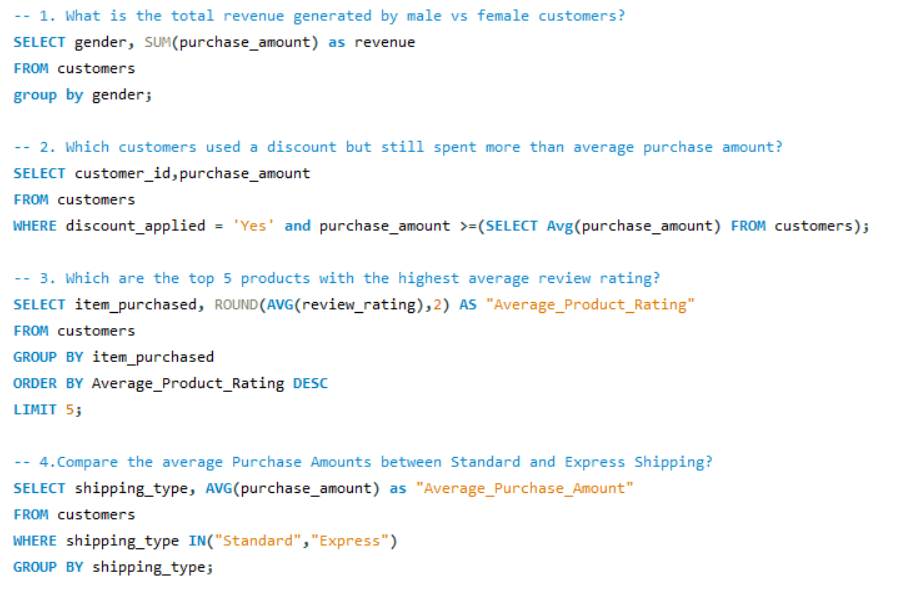 -- 1. What is the total revenue generated by male vs female customers?
SELECT gender, SUM(purchase_amount) as revenue
FROM customers
group by gender;
-- 2. Which customers used a discount but still spent more than average purchase amount?
SELECT customer_id,purchase_amount
FROM customers
WHERE discount_applied = 'Yes' and purchase_amount >=(SELECT Avg(purchase_amount) FROM customers);
-- 3. Which are the top 5 products with the highest average review rating?
SELECT item_purchased, ROUND(AVG(review_rating),2) AS "Average_Product_Rating"
FROM customers
GROUP BY item_purchased
ORDER BY Average_Product_Rating DESC
LIMIT 5;
-- 4.Compare the average Purchase Amounts between Standard and Express Shipping?
SELECT shipping_type, AVG(purchase_amount) as "Average_Purchase_Amount"
FROM customers
WHERE shipping_type IN("Standard","Express")
GROUP BY shipping_type;